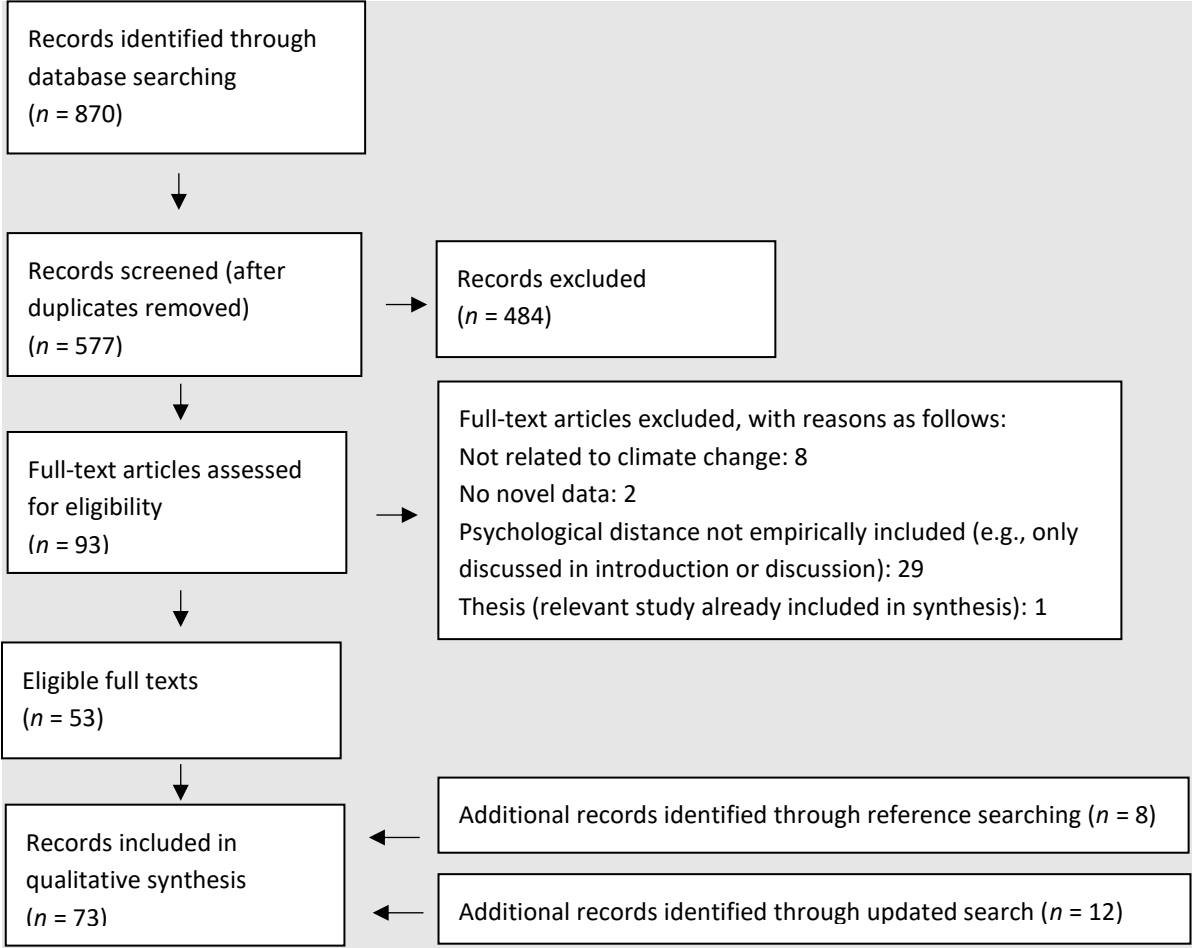 Records identified through
database searching
(n = 870)
Records screened (after
duplicates removed)
(n = 577)
Records excluded
(n = 484)
Full-text articles assessed
for eligibility
(n = 93)
Full-text articles excluded, with reasons as follows:
Not related to climate change: 8
No novel data: 2
Psychological distance not empirically included (e.g., only
discussed in introduction or discussion): 29
Thesis (relevant study already included in synthesis): 1
Eligible full texts
(n = 53)
Records included in
qualitative synthesis
(n = 73)
Additional records identified through reference searching (n = 8)
Additional records identified through updated search (n = 12)